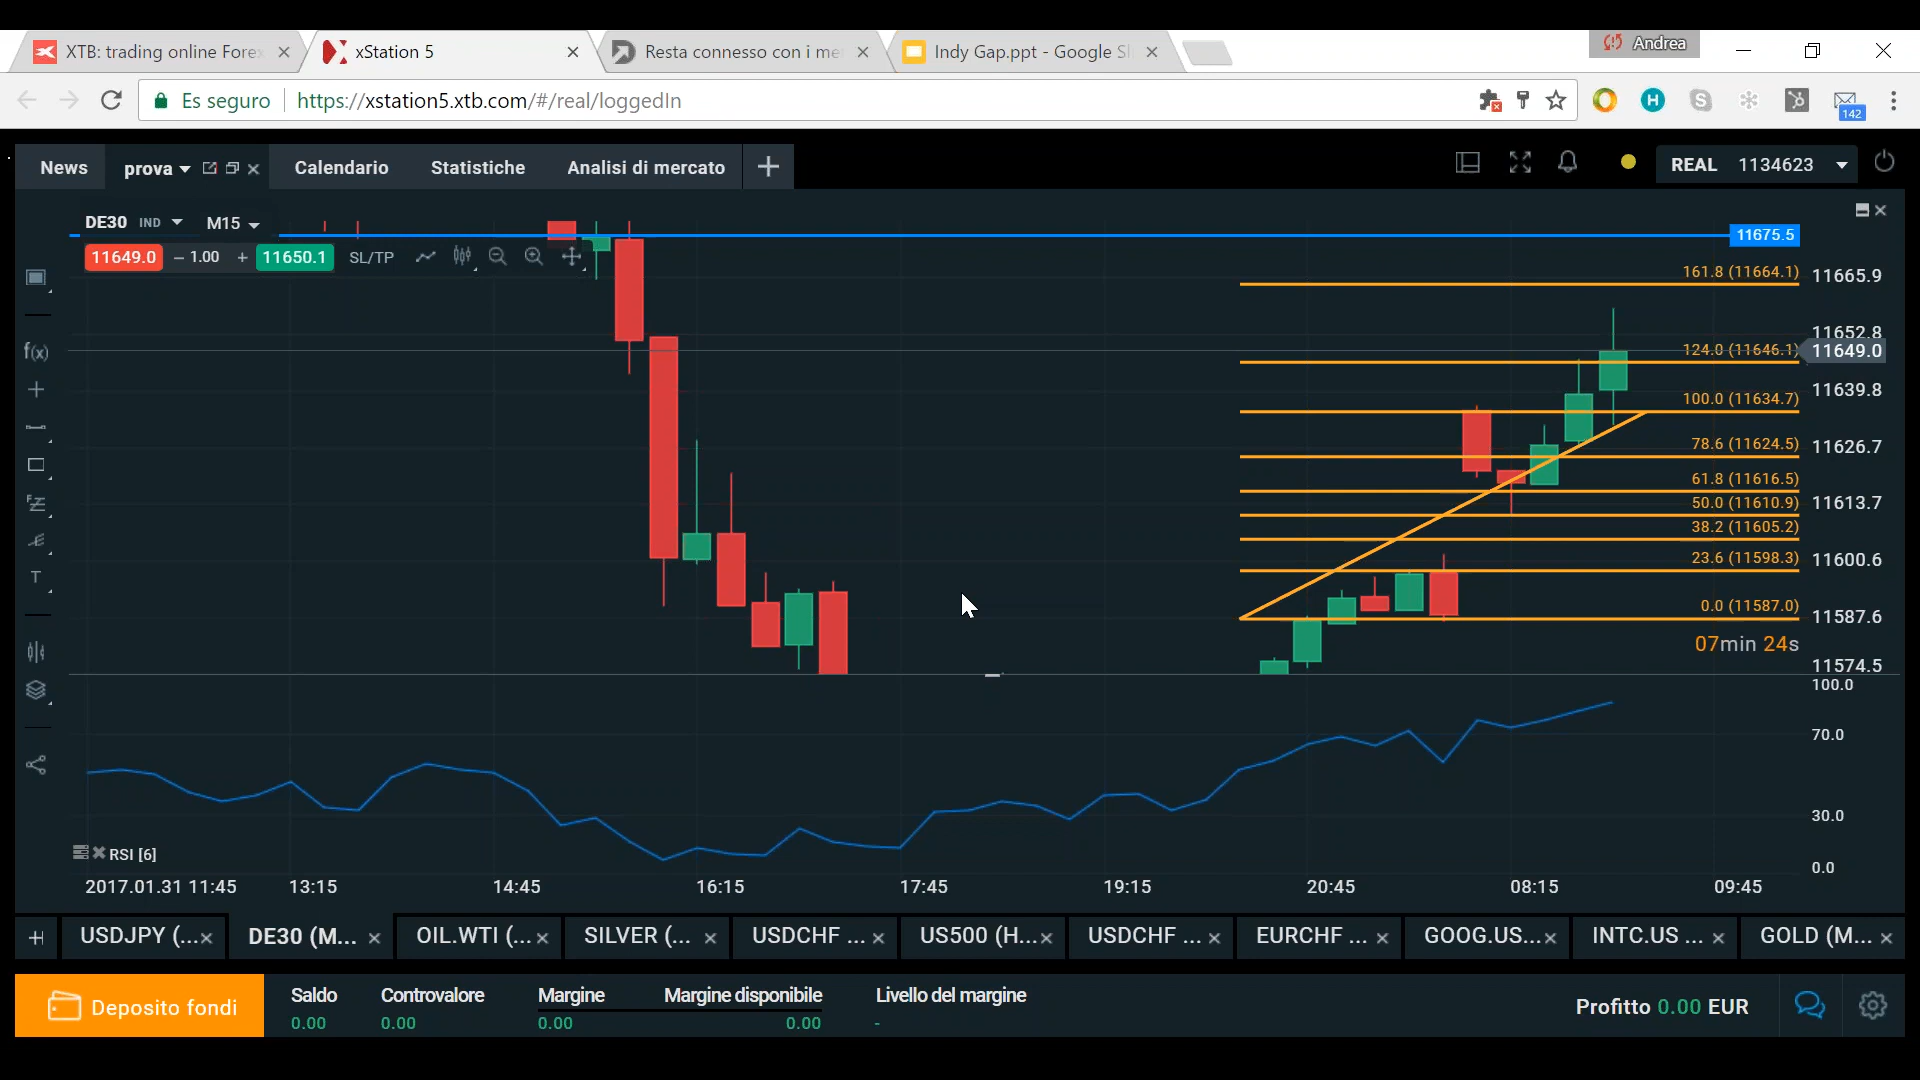 XTB: trading online Forex
xStation 5
Resta connesso con i me
Indy Gap.ppt - Google Sl
Andrea
Es seguro
https://xstation5.xtb.com/#/real/loggedIn
142
News
prova
Calendario
Statistiche
Analisi di mercato
REAL 1134623
DE30 IND
M15
11649.0
1.00
11650.1
SL/TP
11675.5
161.8 (11664.1)
11665.9
11652.8
124.0 (11646.1)
11649.0
11639.8
100.0 (11634.7)
78.6 (11624.5)
11626.7
61.8 (11616.5)
50.0 (11610.9)
11613.7
38.2 (11605.2)
23.6 (11598.3)
11600.6
0.0 (11587.0)
11587.6
07min 24s
11574.5
100.0
70.0
30.0
0.0
f(x)
T
RSI [6]
2017.01.31 11:45
13:15
14:45
16:15
17:45
19:15
20:45
08:15
09:45
USDJPY (...
DE30 (M...
OIL.WTI (...
SILVER (...
USDCHF ...
US500 (H...
USDCHF ...
EURCHF ...
GOOG.US...
INTC.US ...
GOLD (M...
Deposito fondi
Saldo
0.00
Controvalore
0.00
Margine
0.00
Margine disponibile
0.00
Livello del margine
-
Profitto 0.00 EUR